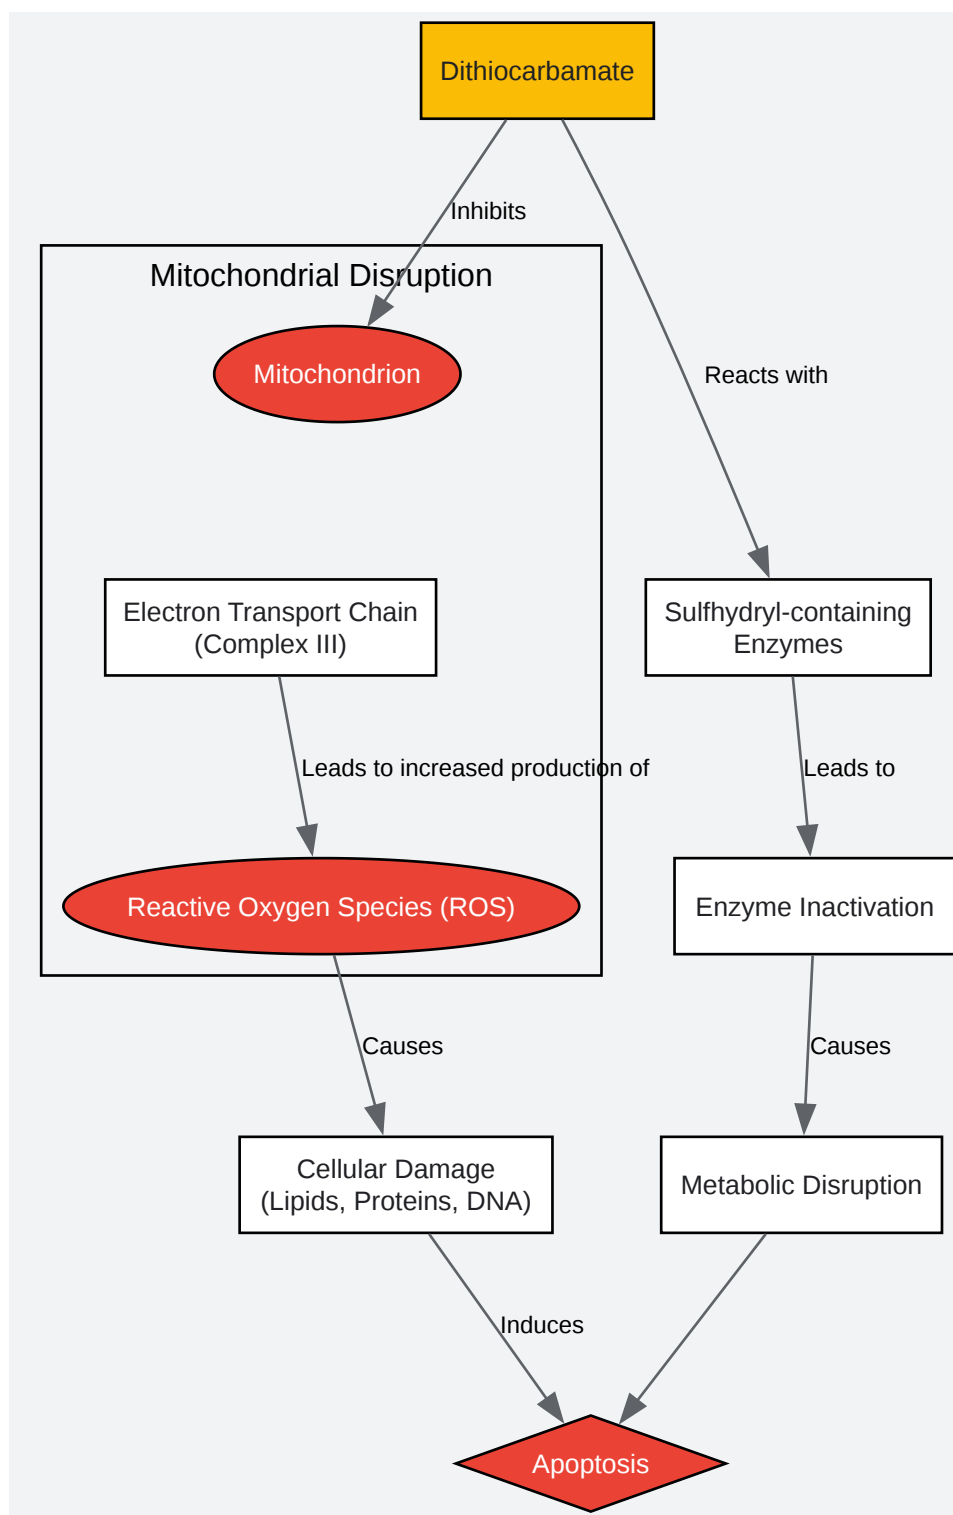 Dithiocarbamate
Inhibits
Mitochondrial Disruption
Mitochondrion
Reacts with
Electron Transport Chain
(Complex III)
Sulfhydryl-containing
Enzymes
Leads to increased production of
Leads to
Reactive Oxygen Species (ROS)
Enzyme Inactivation
Causes
Causes
Cellular Damage
(Lipids, Proteins, DNA)
Metabolic Disruption
Induces
Apoptosis